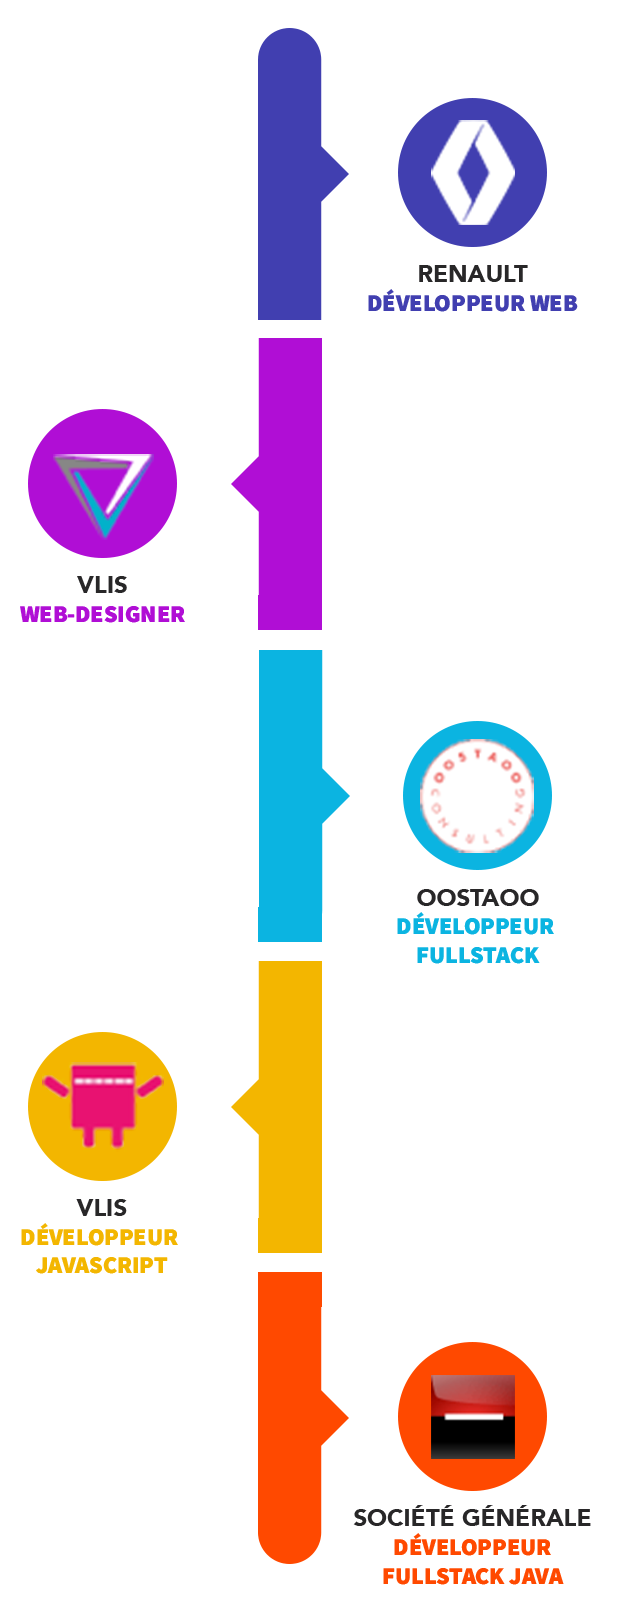 RENAULT
DÉVELOPPEUR WEB
VLIS
WEB-DESIGNER
OOSTAOO
CONSULTING
OOSTAOO
DÉVELOPPEUR
FULLSTACK
VLIS
DÉVELOPPEUR
JAVASCRIPT
SOCIÉTÉ GÉNÉRALE
DÉVELOPPEUR
FULLSTACK JAVA